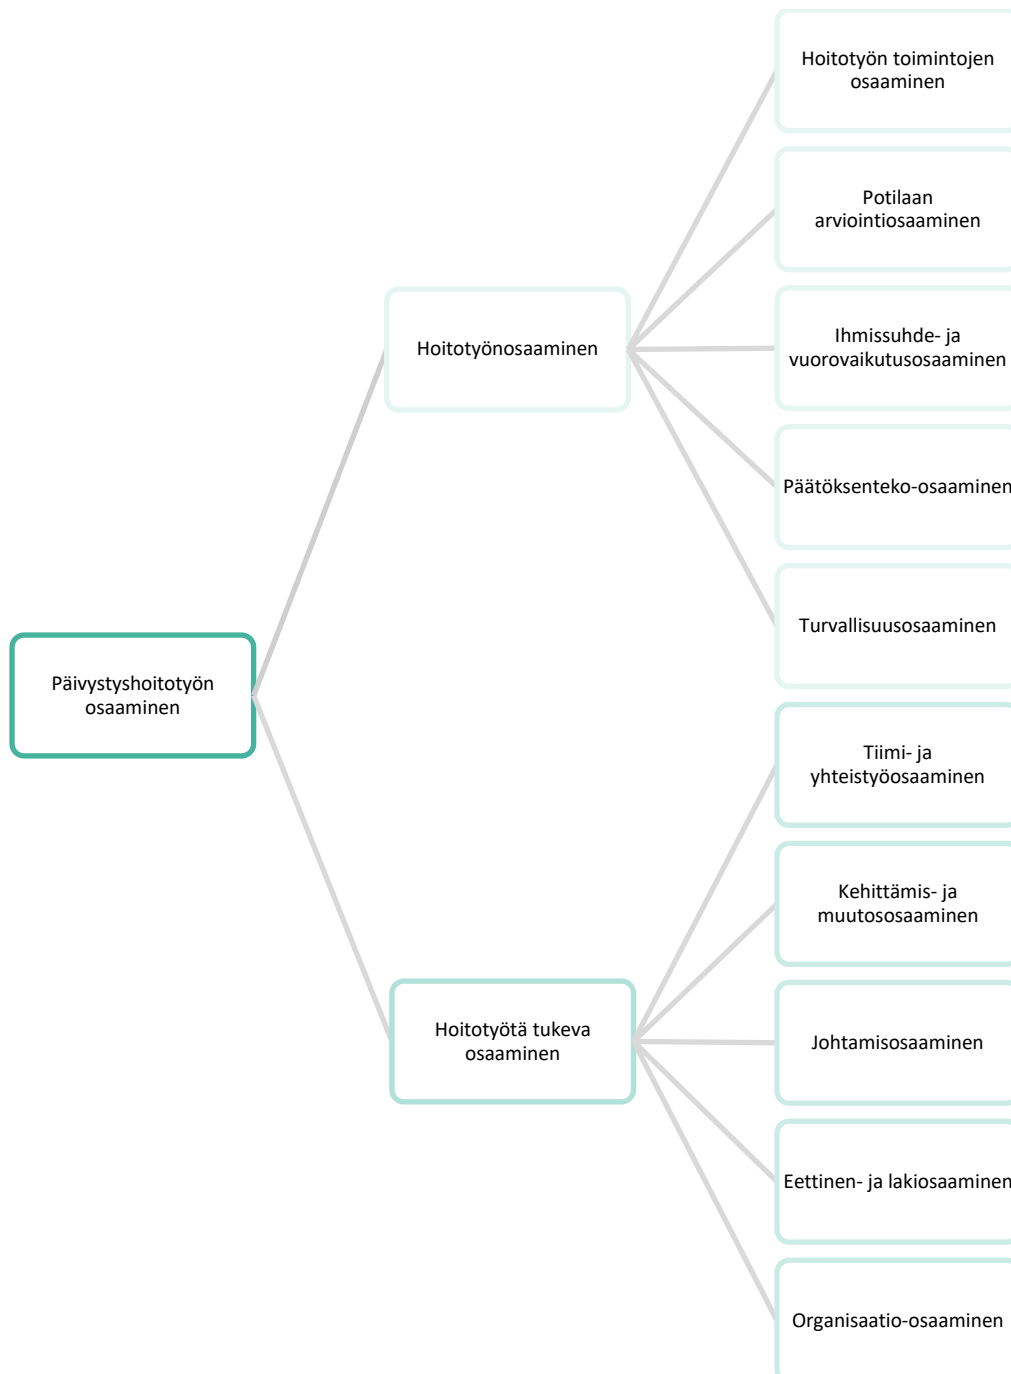 Hoitotyön toimintojen
osaaminen
Potilaan
arviointiosaaminen
Hoitotyönosaaminen
Ihmissuhde- ja
vuorovaikutusosaaminen
Päätöksenteko-osaaminen
Turvallisuusosaaminen
Päivystyshoitotyön
osaaminen
Tiimi- ja
yhteistyöosaaminen
Kehittämis- ja
muutososaaminen
Hoitotyötä tukeva
osaaminen
Johtamisosaaminen
Eettinen- ja lakiosaaminen
Organisaatio-osaaminen